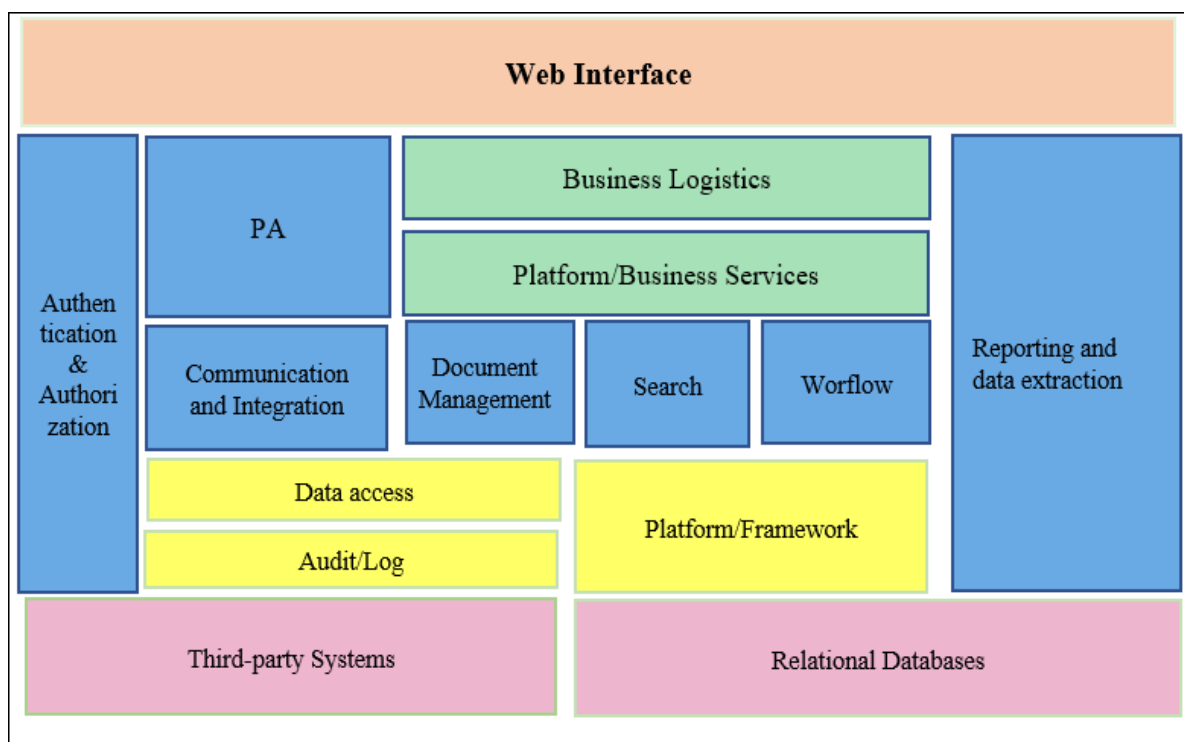 Web Interface
Authen
tication
&
Authori
zation
PA
Business Logistics
Platform/Business Services
Communication
and Integration
Document
Management
Search
Worflow
Reporting and
data extraction
Data access
Audit/Log
Platform/Framework
Third-party Systems
Relational Databases